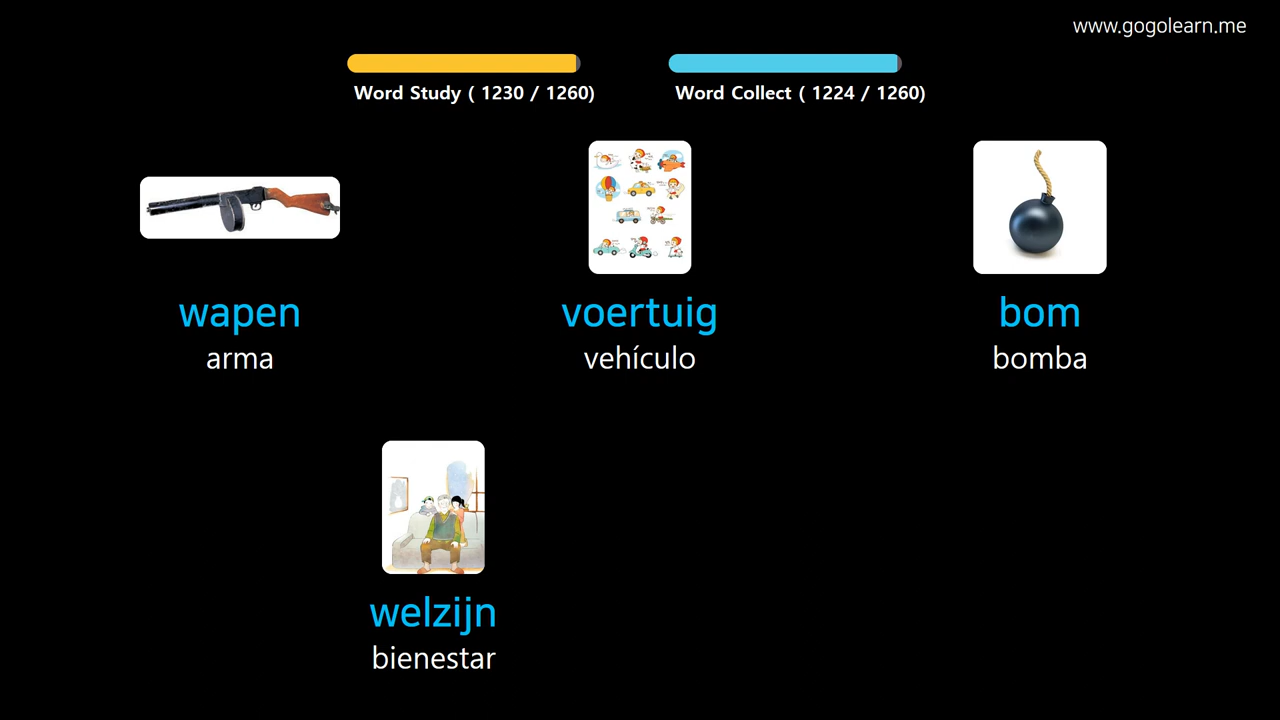 www.gogolearn.me
Word Study ( 1230 / 1260)
Word Collect ( 1224 / 1260)
wapen
arma
voertuig
vehículo
bom
bomba
welzijn
bienestar